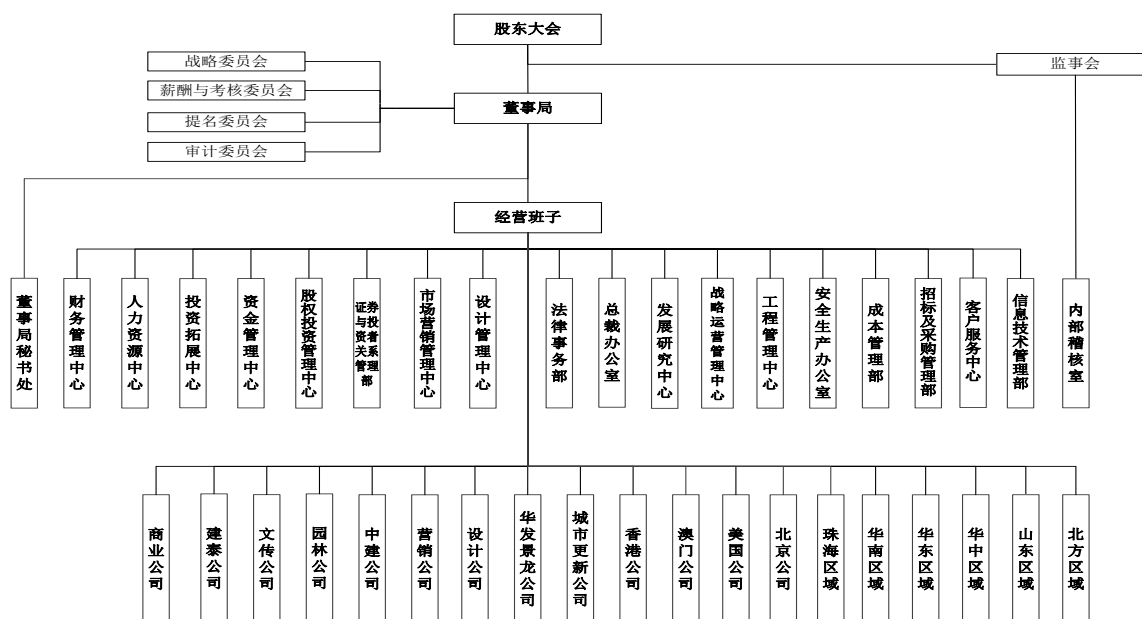 股东大会
战略委员会
监事会
薪酬与考核委员会
董事局
提名委员会
审计委员会
经营班子
董事局秘书处
财务管理中心
人力资源中心
投资拓展中心
资金管理中心
股权投资管理中心
证券与投资者关系管理部
市场营销管理中心
设计管理中心
法律事务部
总裁办公室
发展研究中心
战略运营管理中心
工程管理中心
安全生产办公室
成本管理部
招标及采购管理部
客户服务中心
信息技术管理部
内部稽核室
商业公司
建泰公司
文传公司
园林公司
中建公司
营销公司
设计公司
华发景龙公司
城市更新公司
香港公司
澳门公司
美国公司
北京公司
珠海区域
华南区域
华东区域
华中区域
山东区域
北方区域